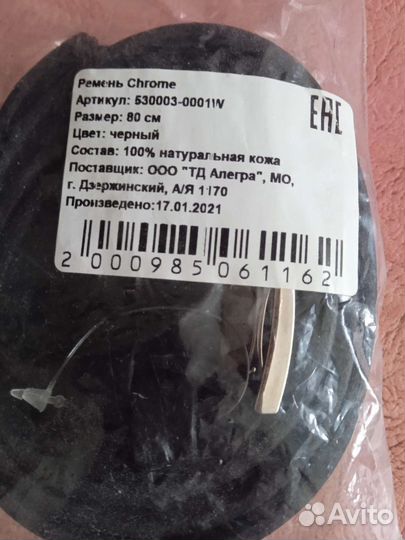 Ремень Chrome
Артикул: 530003-0001W
Размер: 80 см
Цвет: черный
Состав: 100% натуральная кожа
Поставщик: ООО "ТД Алегра", МО,
г. Дзержинский, А/Я 1170
Произведено:17.01.2021
2 000985 061162
EAC
Avito